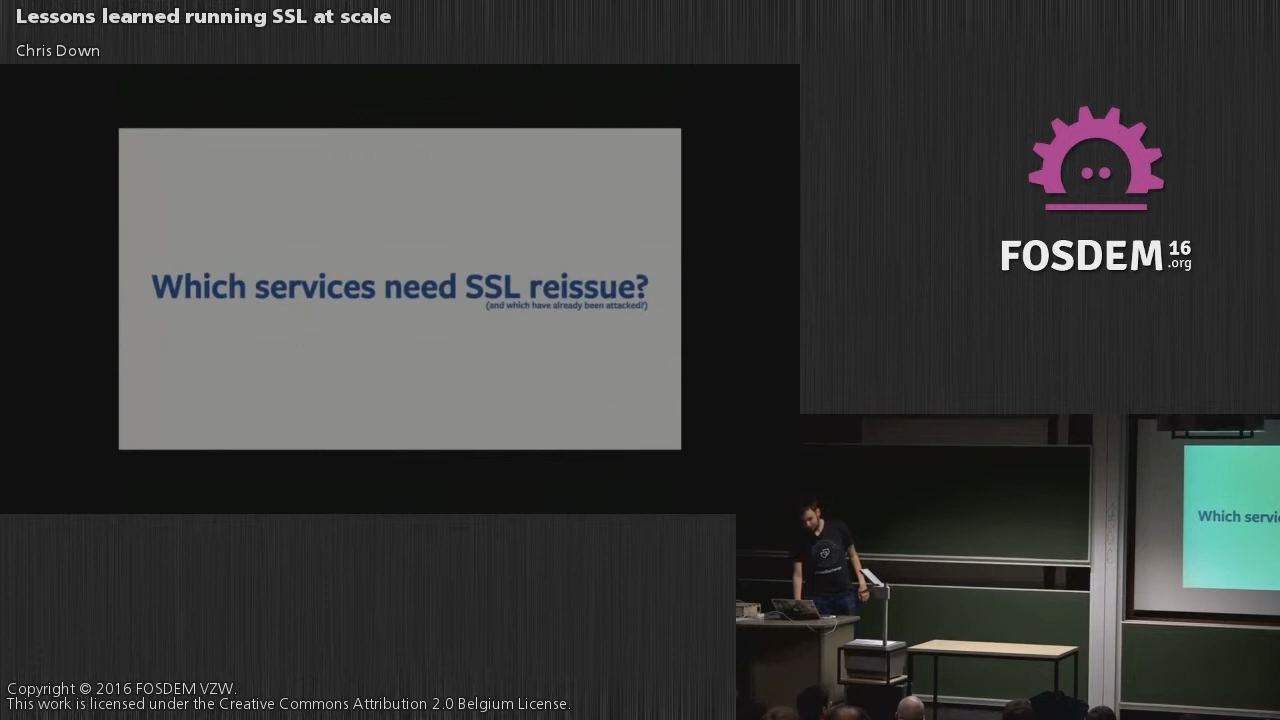 Lessons learned running SSL at scale
Chris Down
Which services need SSL reissue?
(and which have already been attacked?)
FOSDEM 16
.org
Which servi
Copyright © 2016 FOSDEM VZW.
This work is licensed under the Creative Commons Attribution 2.0 Belgium License.